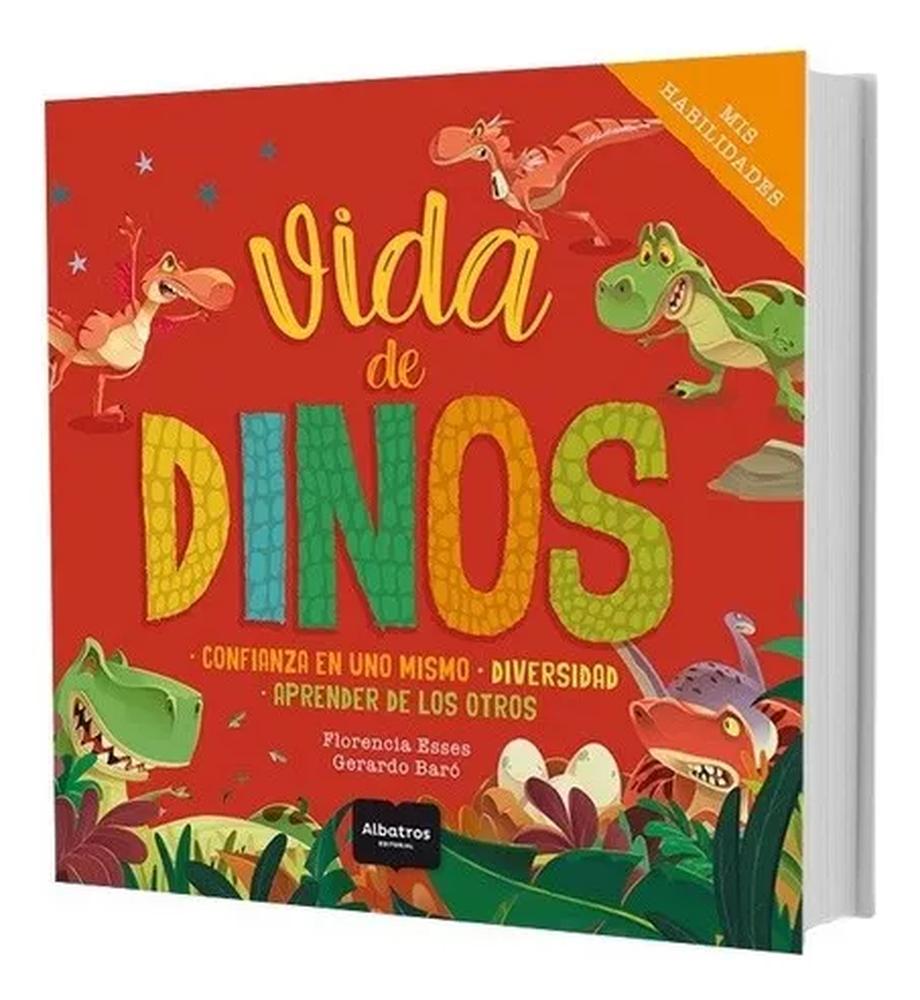 MIS
HABILIDADES
Vida
de
DINOS
· CONFIANZA EN UNO MISMO · DIVERSIDAD
· APRENDER DE LOS OTROS
Florencia Esses
Gerardo Baró
Albatros
EDITORIAL